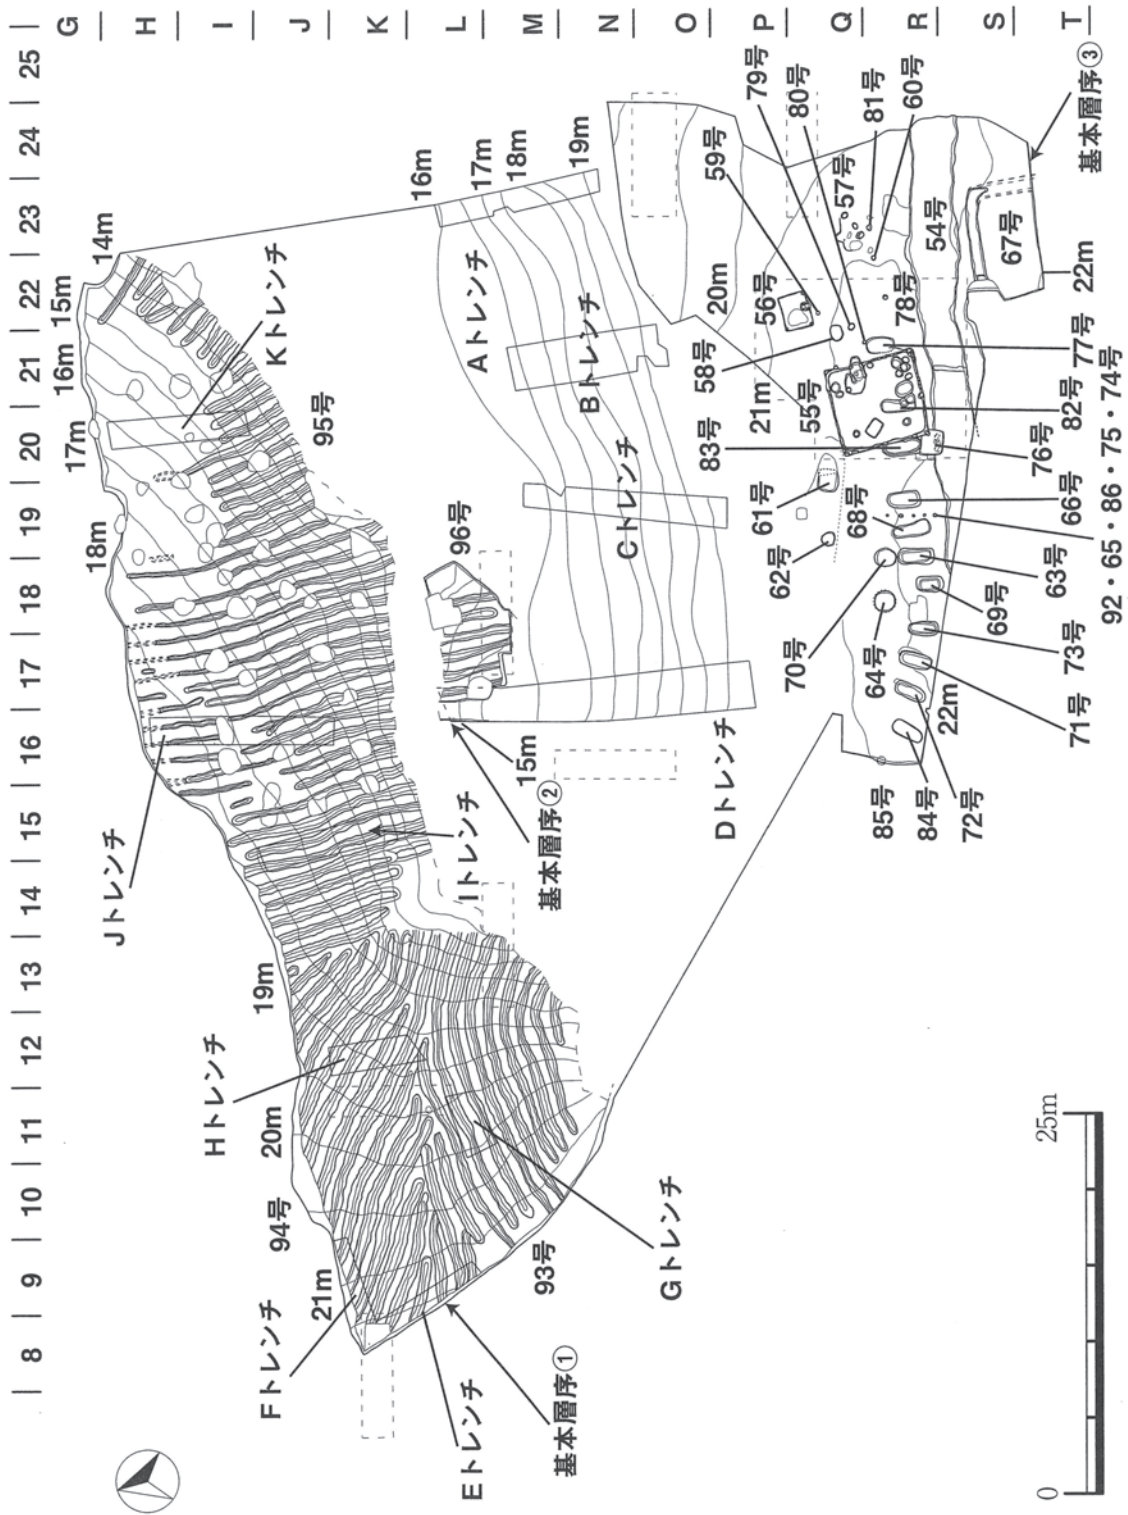 8 | 9 | 10 | 11 | 12 | 13 | 14 | 15 | 16 | 17 | 18 | 19 | 20 | 21 | 22 | 23 | 24 | 25
G
H
I
J
K
L
M
N
O
P
Q
R
S
T
14m
15m
16m
17m
18m
19m
20m
21m
Jトレンチ
Hトレンチ
Fトレンチ
Eトレンチ
Gトレンチ
Kトレンチ
Iトレンチ
94号
93号
95号
96号
基本層序①
基本層序②
15m
16m
17m
18m
19m
Aトレンチ
Bトレンチ
Cトレンチ
Dトレンチ
20m
21m
59号
79号
80号
57号
81号
60号
56号
58号
55号
83号
61号
62号
68号
70号
64号
85号
84号
72号
71号
73号
69号
63号
66号
76号
82号
77号
78号
54号
67号
22m
22m
92・65・86・75・74号
基本層序③
0
25m